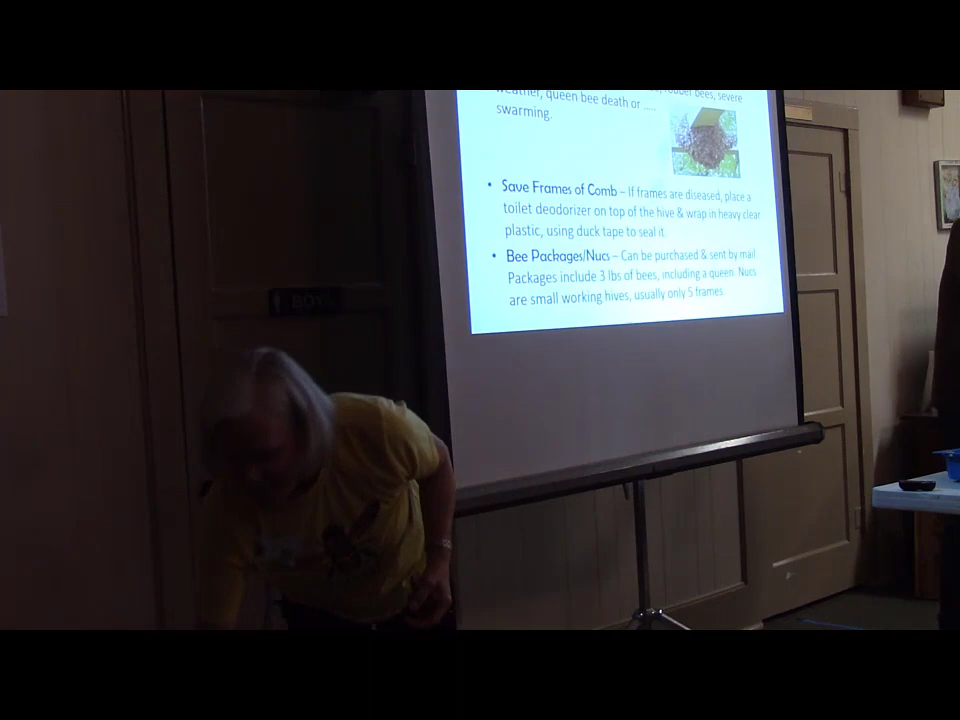 weather, queen bee death or ..... , robber bees, severe
swarming.
• Save Frames of Comb – If frames are diseased, place a
toilet deodorizer on top of the hive & wrap in heavy clear
plastic, using duck tape to seal it.
• Bee Packages/Nucs – Can be purchased & sent by mail.
Packages include 3 lbs of bees, including a queen. Nucs
are small working hives, usually only 5 frames.
BOYS